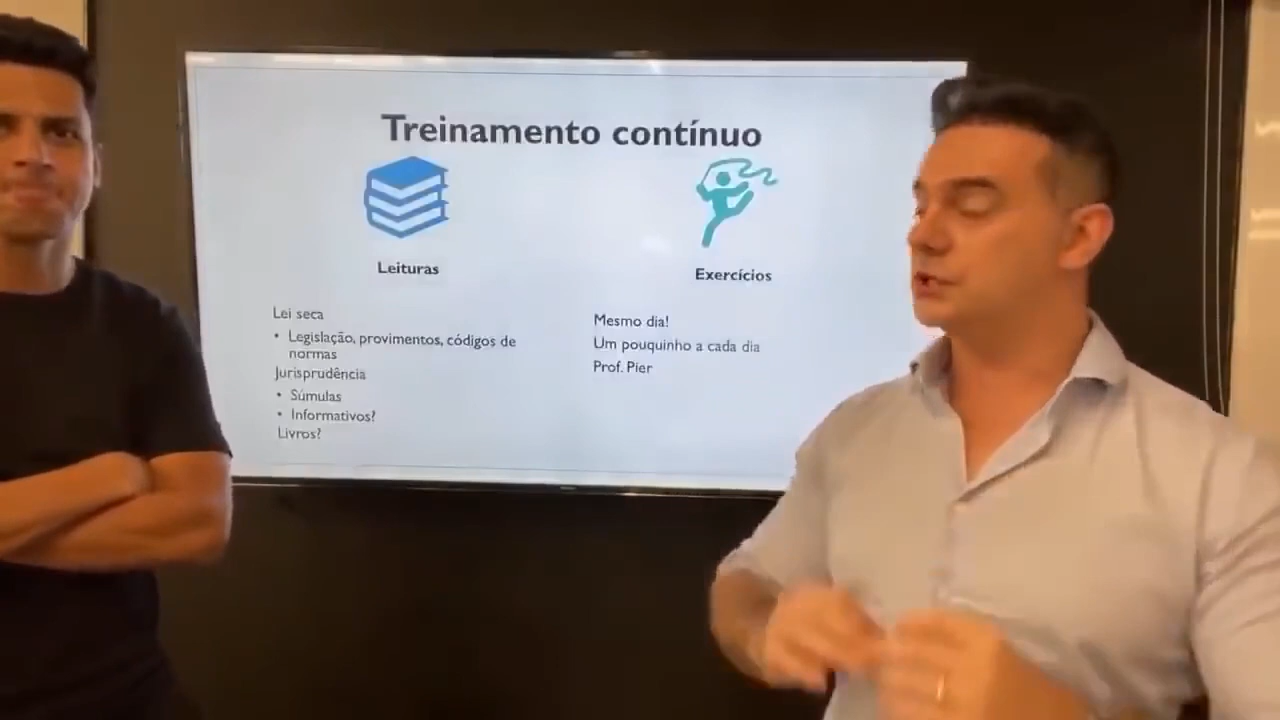 Treinamento contínuo
Leituras
Lei seca
• Legislação, provimentos, códigos de
normas
Jurisprudência
• Súmulas
• Informativos?
Livros?
Exercícios
Mesmo dia!
Um pouquinho a cada dia
Prof. Pier